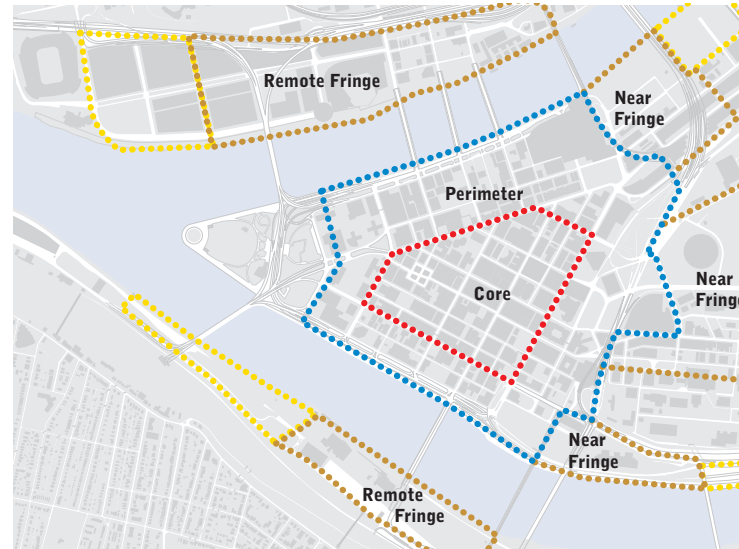 Remote Fringe
Near
Fringe
Perimeter
Core
Near
Fringe
Near
Fringe
Remote
Fringe